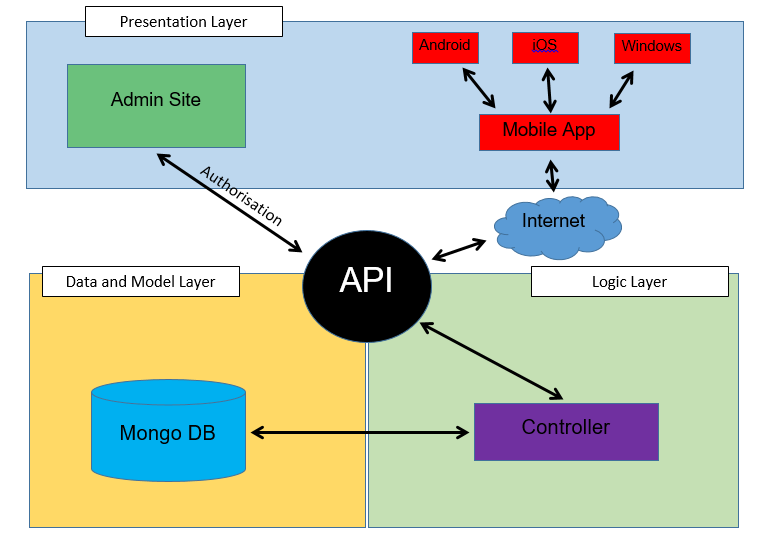 Presentation Layer
Android
iOS
Windows
Admin Site
Mobile App
Authorisation
Internet
API
Data and Model Layer
Logic Layer
Mongo DB
Controller